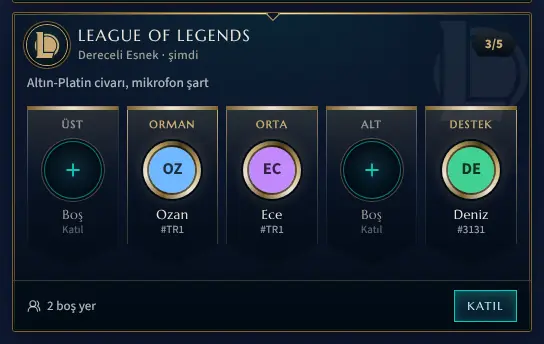 LEAGUE OF LEGENDS
Dereceli Esnek · şimdi
3/5
Altın-Platin civarı, mikrofon şart
ÜST
+
Boş
Katıl
ORMAN
OZ
Ozan
#TR1
ORTA
EC
Ece
#TR1
ALT
+
Boş
Katıl
DESTEK
DE
Deniz
#3131
2 boş yer
KATIL